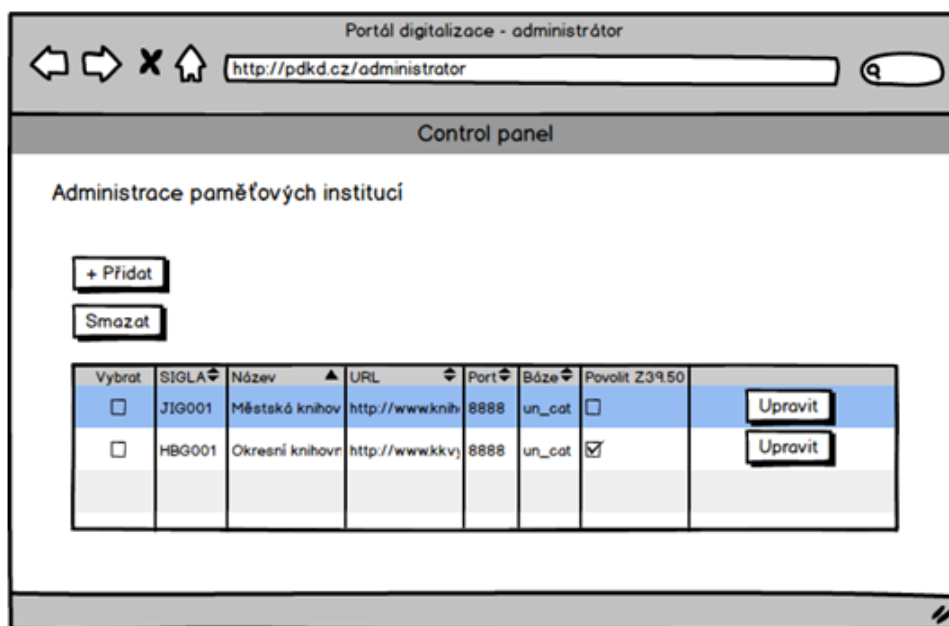 Portál digitalizace - administrátor
http://pdkd.cz/administrator
Control panel
Administrace paměťových institucí
+ Přidat
Smazat
Vybrat SIGLA Název URL Port Báze Povolit Z39.50
JIG001 Městská knihov http://www.knih 8888 un_cat Upravit
HBG001 Okresní knihovn http://www.kkvy 8888 un_cat Upravit